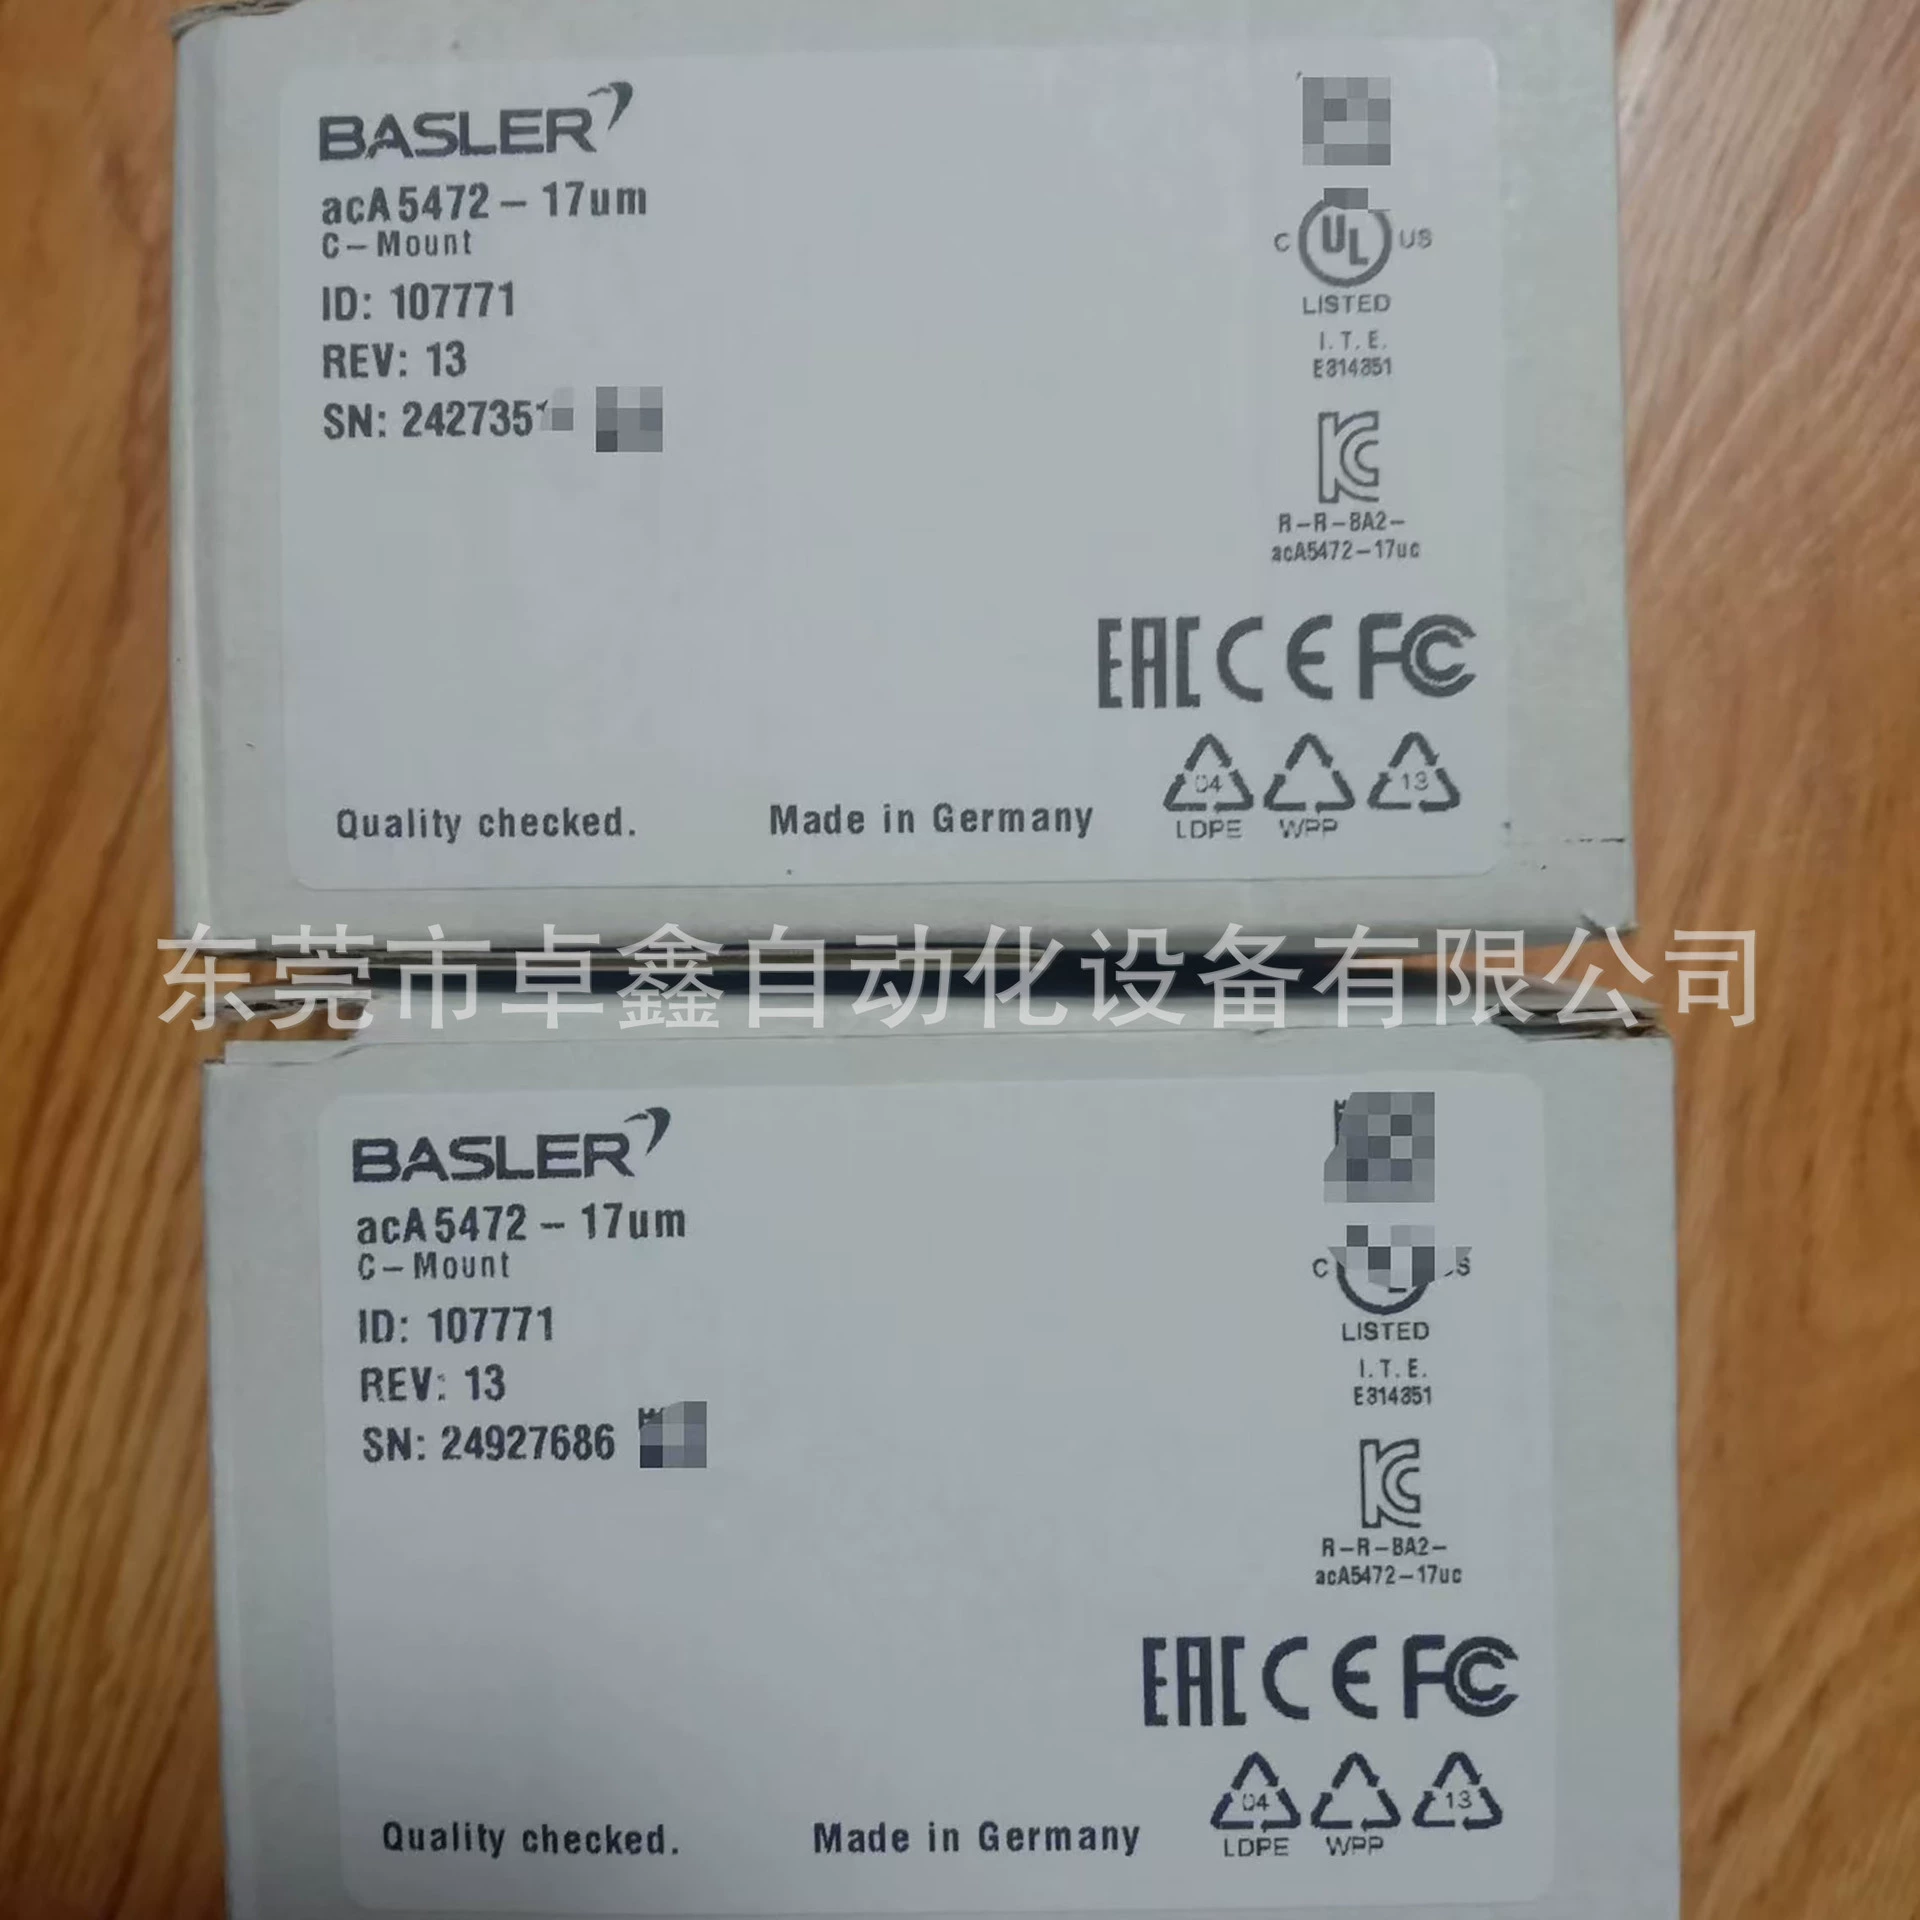 BASLER
acA5472-17um
C-Mount
ID: 107771
REV: 13
SN: 242735
C UL US
LISTED
I.T.E.
E314351
R-R-BA2-
acA5472-17uc
EAC CE FC
04
13
LDPE
WPP
Quality checked.
Made in Germany
东莞市卓鑫自动化设备有限公司
BASLER
acA5472-17um
C-Mount
ID: 107771
REV: 13
SN: 24927686
C
LISTED
I.T.E.
E314351
R-R-BA2-
acA5472-17uc
EAC CE FC
04
13
LDPE
WPP
Quality checked.
Made in Germany